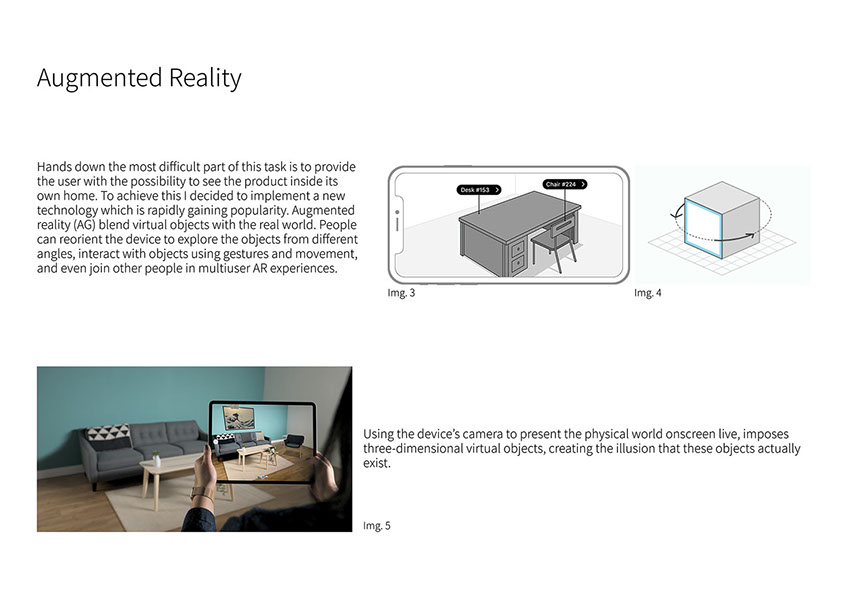 Augmented Reality
Hands down the most difficult part of this task is to provide
the user with the possibility to see the product inside its
own home. To achieve this I decided to implement a new
technology which is rapidly gaining popularity. Augmented
reality (AG) blend virtual objects with the real world. People
can reorient the device to explore the objects from different
angles, interact with objects using gestures and movement,
and even join other people in multiuser AR experiences.
Desk #153
Chair #224
Img. 3
Img. 4
Using the device’s camera to present the physical world onscreen live, imposes
three-dimensional virtual objects, creating the illusion that these objects actually
exist.
Img. 5